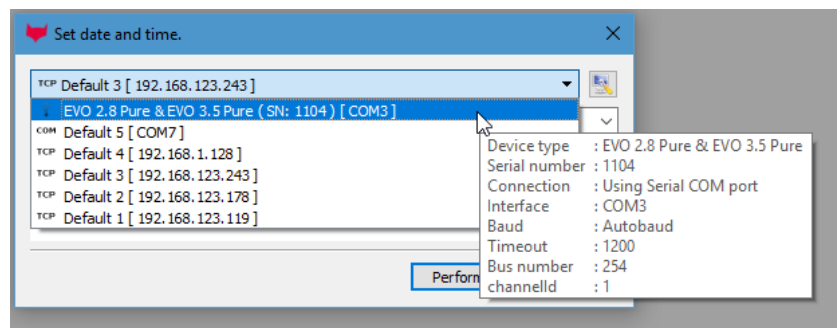 Set date and time.
TCP Default 3 [ 192.168.123.243 ]
EVO 2.8 Pure & EVO 3.5 Pure ( SN: 1104 ) [ COM3 ]
COM Default 5 [ COM7 ]
TCP Default 4 [ 192.168.1.128 ]
TCP Default 3 [ 192.168.123.243 ]
TCP Default 2 [ 192.168.123.178 ]
TCP Default 1 [ 192.168.123.119 ]
Device type : EVO 2.8 Pure & EVO 3.5 Pure
Serial number : 1104
Connection : Using Serial COM port
Interface : COM3
Baud : Autobaud
Timeout : 1200
Bus number : 254
channelId : 1
Perform